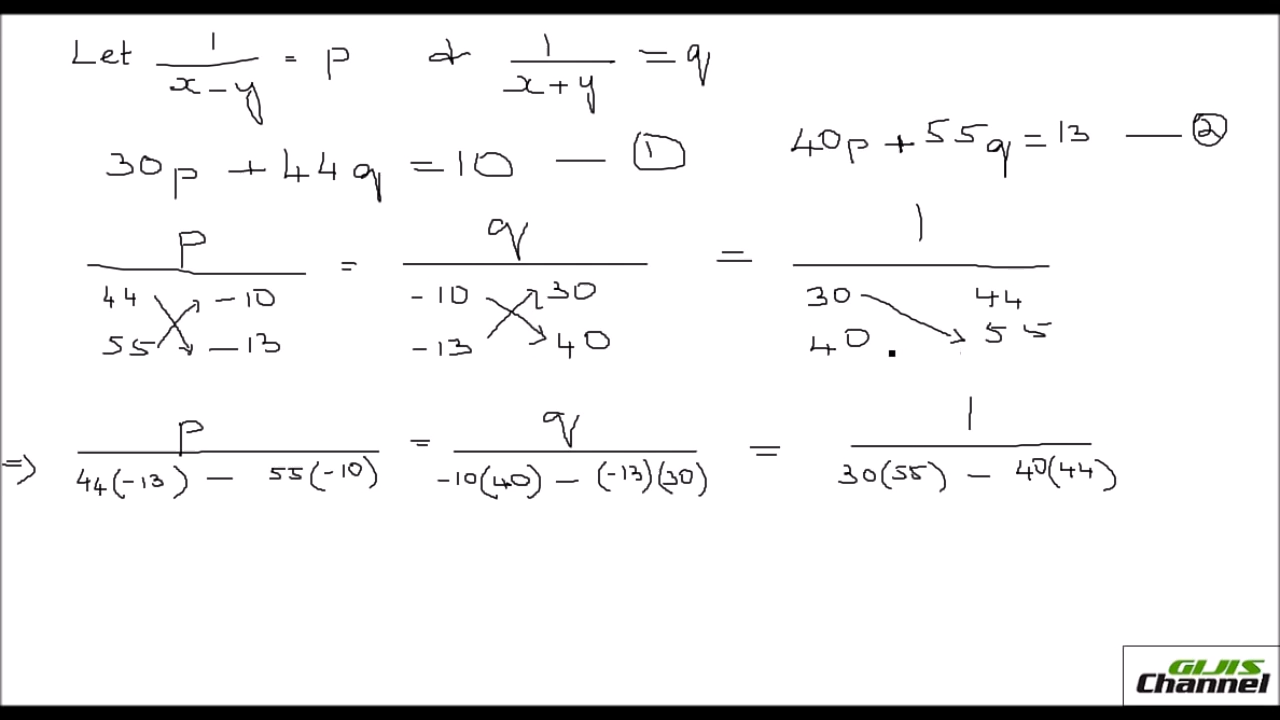 Let 1/(x-y) = p & 1/(x+y) = q
30p + 44q = 10 — ① 40p + 55q = 13 — ②
p = q = 1
44 -10 -10 30 30 44
55 -13 -13 40 40 55
⇒ p/(44(-13) - 55(-10)) = q/(-10(40) - (-13)(30)) = 1/(30(55) - 40(44))
GIJIS
Channel